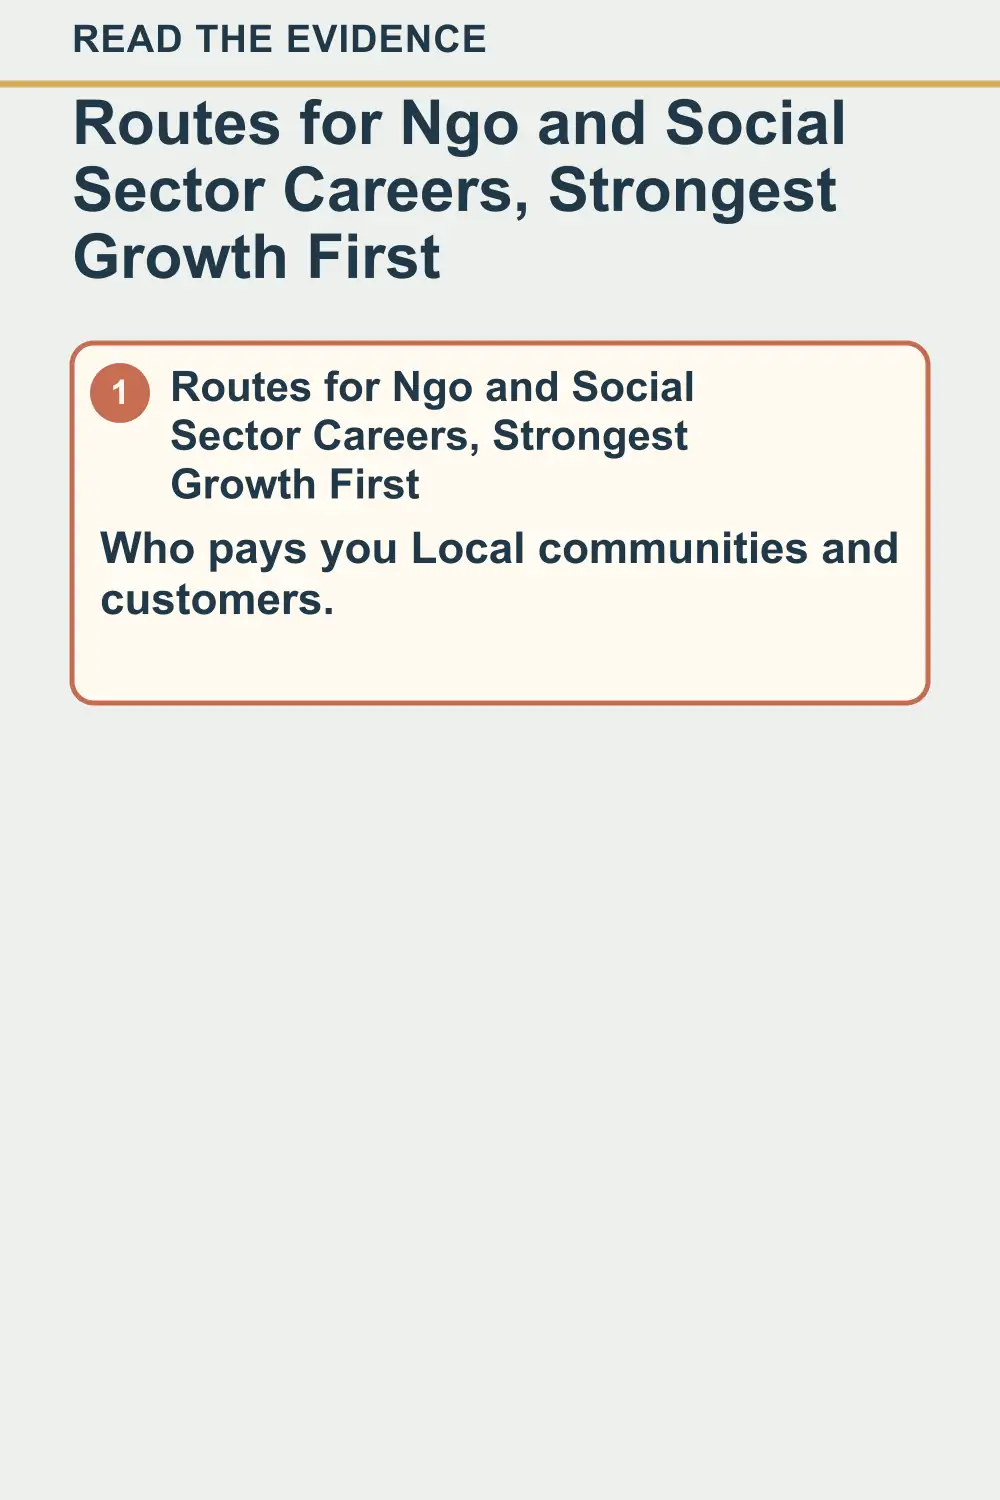 READ THE EVIDENCE
Routes for Ngo and Social
Sector Careers, Strongest
Growth First
1
Routes for Ngo and Social
Sector Careers, Strongest
Growth First
Who pays you Local communities and
customers.